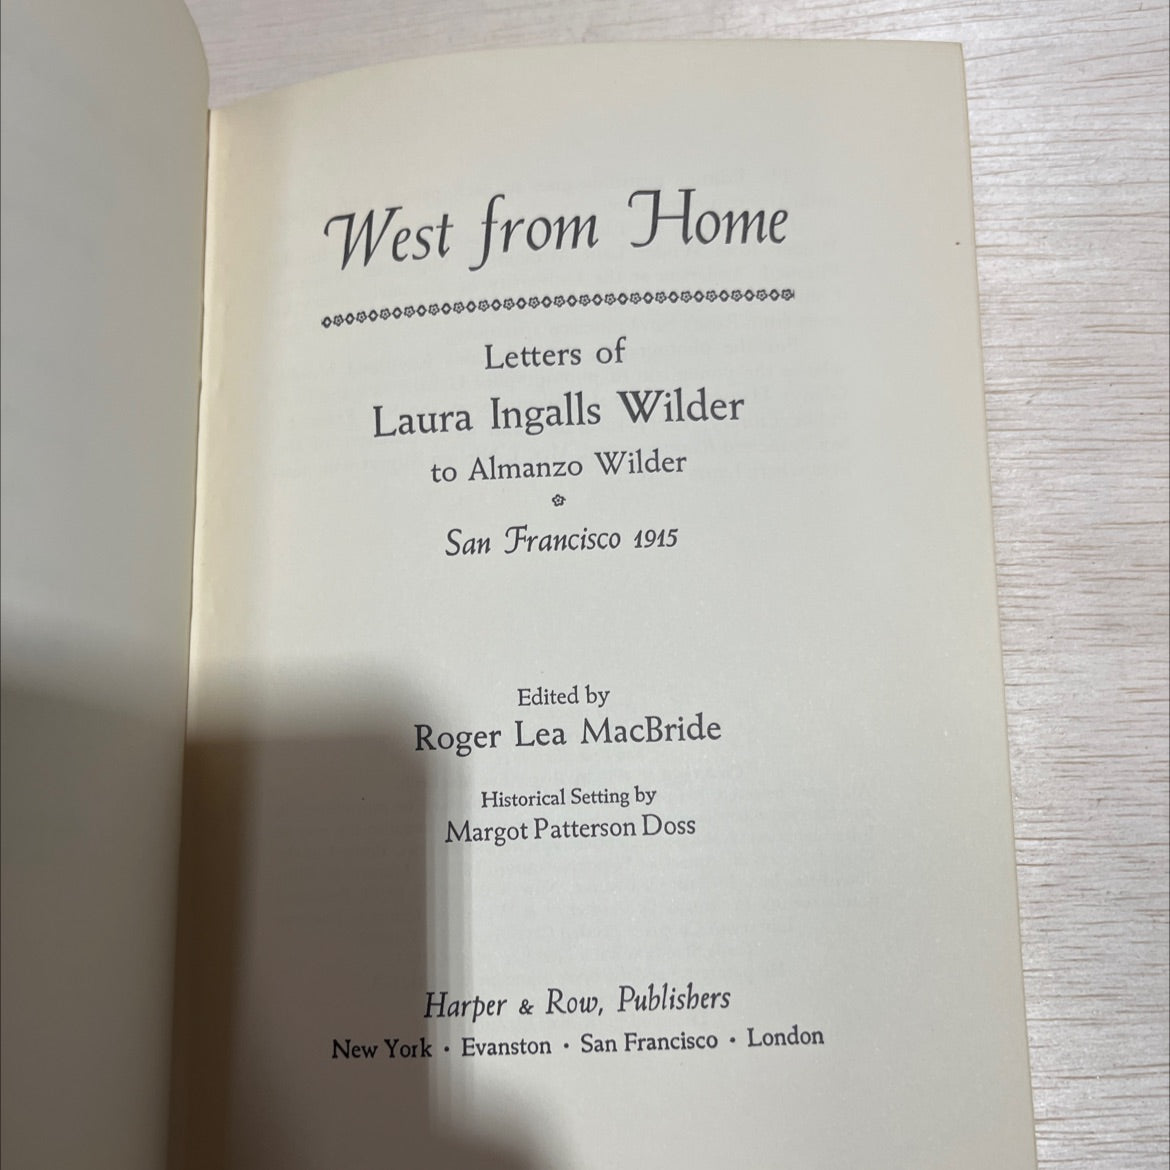 West from Home
Letters of
Laura Ingalls Wilder
to Almanzo Wilder
San Francisco 1915
Edited by
Roger Lea MacBride
Historical Setting by
Margot Patterson Doss
Harper & Row, Publishers
New York · Evanston · San Francisco · London